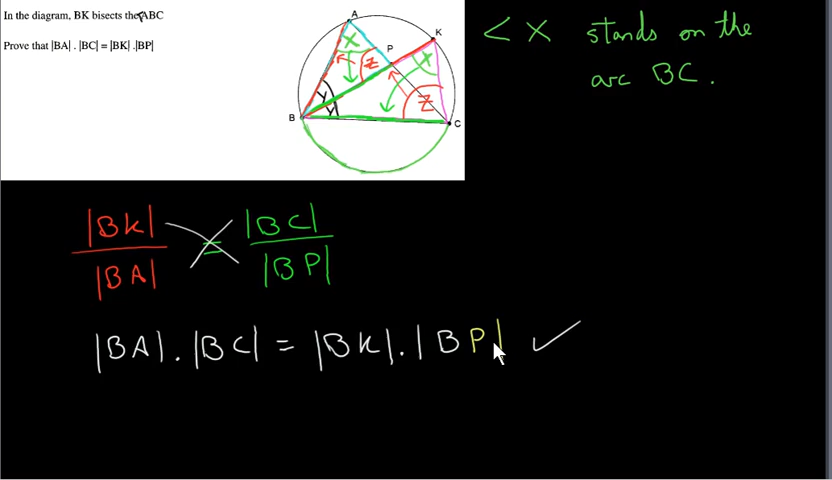 In the diagram, BK bisects the∠ABC
Prove that |BA| . |BC| = |BK| .|BP|
A
K
P
X
X
Z
Z
Y
Y
B
C
< X stands on the
arc BC.
|BK| = |BC|
|BA| |BP|
|BA| . |BC| = |BK| . |BP| ✓